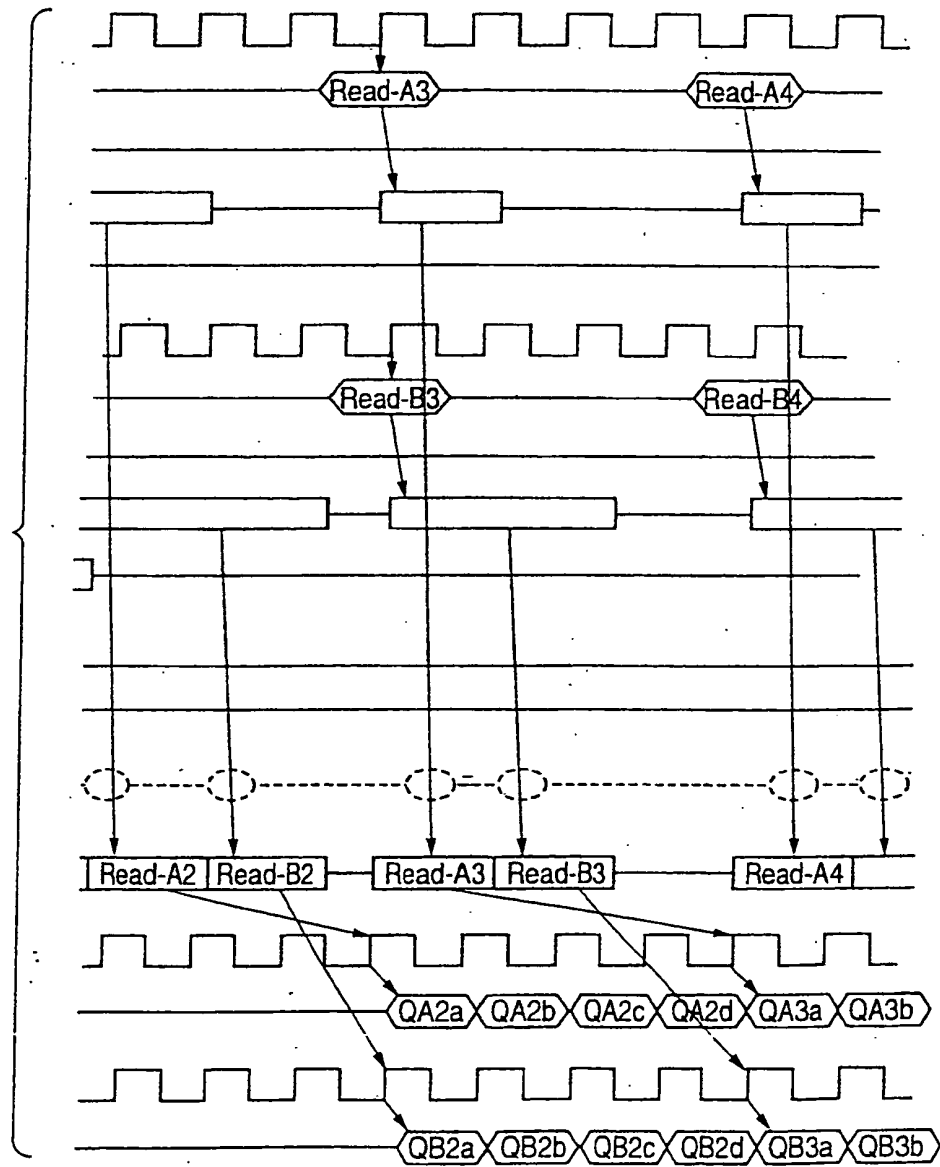 Read-A3 Read-A4
Read-B3 Read-B4
Read-A2 Read-B2 Read-A3 Read-B3 Read-A4
QA2a QA2b QA2c QA2d QA3a QA3b
QB2a QB2b QB2c QB2d QB3a QB3b